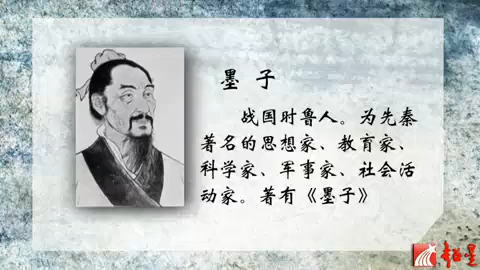 墨子
战国时鲁人。为先秦
著名的思想家、教育家、
科学家、军事家、社会活
动家。著有《墨子》